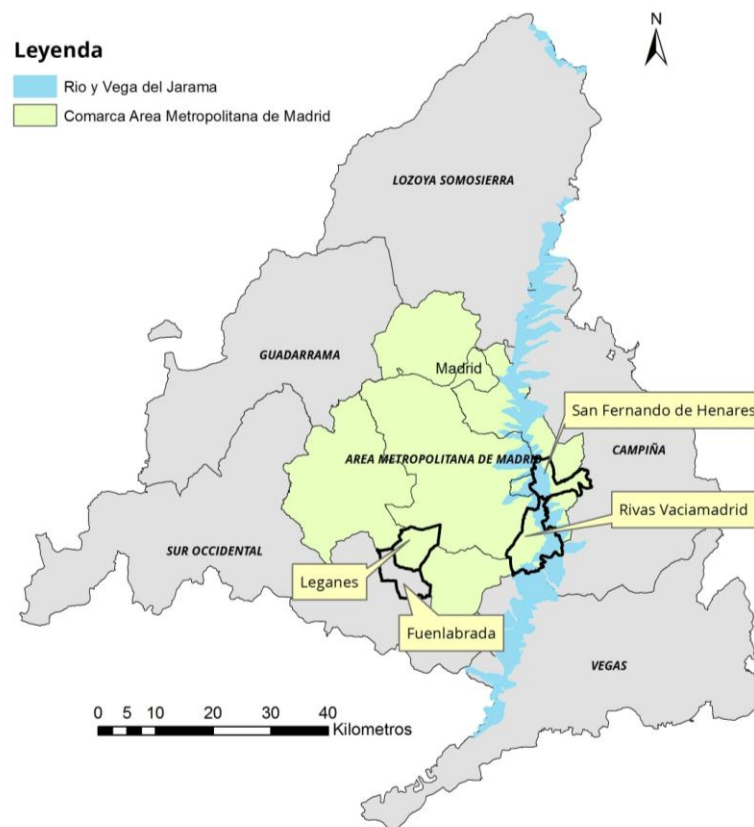 N
Leyenda
Rio y Vega del Jarama
Comarca Area Metropolitana de Madrid
LOZOYA SOMOSIERRA
GUADARRAMA
Madrid
San Fernando de Henares
AREA METROPOLITANA DE MADRID
CAMPIÑA
Rivas Vaciamadrid
SUR OCCIDENTAL
Leganes
Fuenlabrada
VEGAS
0 5 10 20 30 40
Kilometros